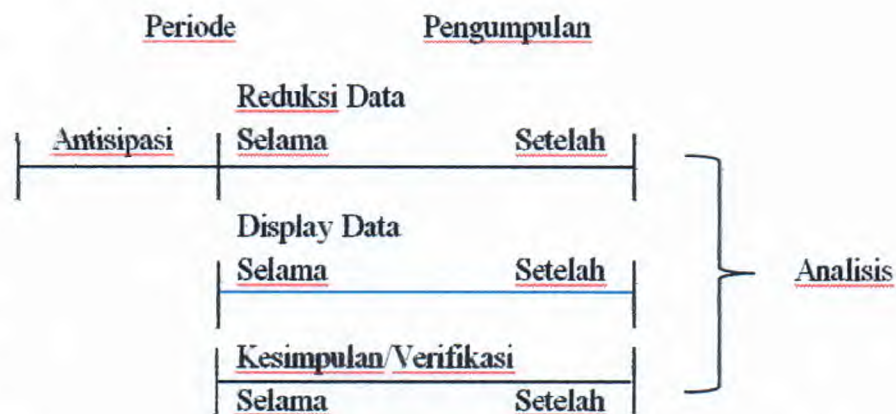 Periode Pengumpulan
Reduksi Data
Antisipasi Selama Setelah
Display Data
Selama Setelah
Analisis
Kesimpulan/Verifikasi
Selama Setelah